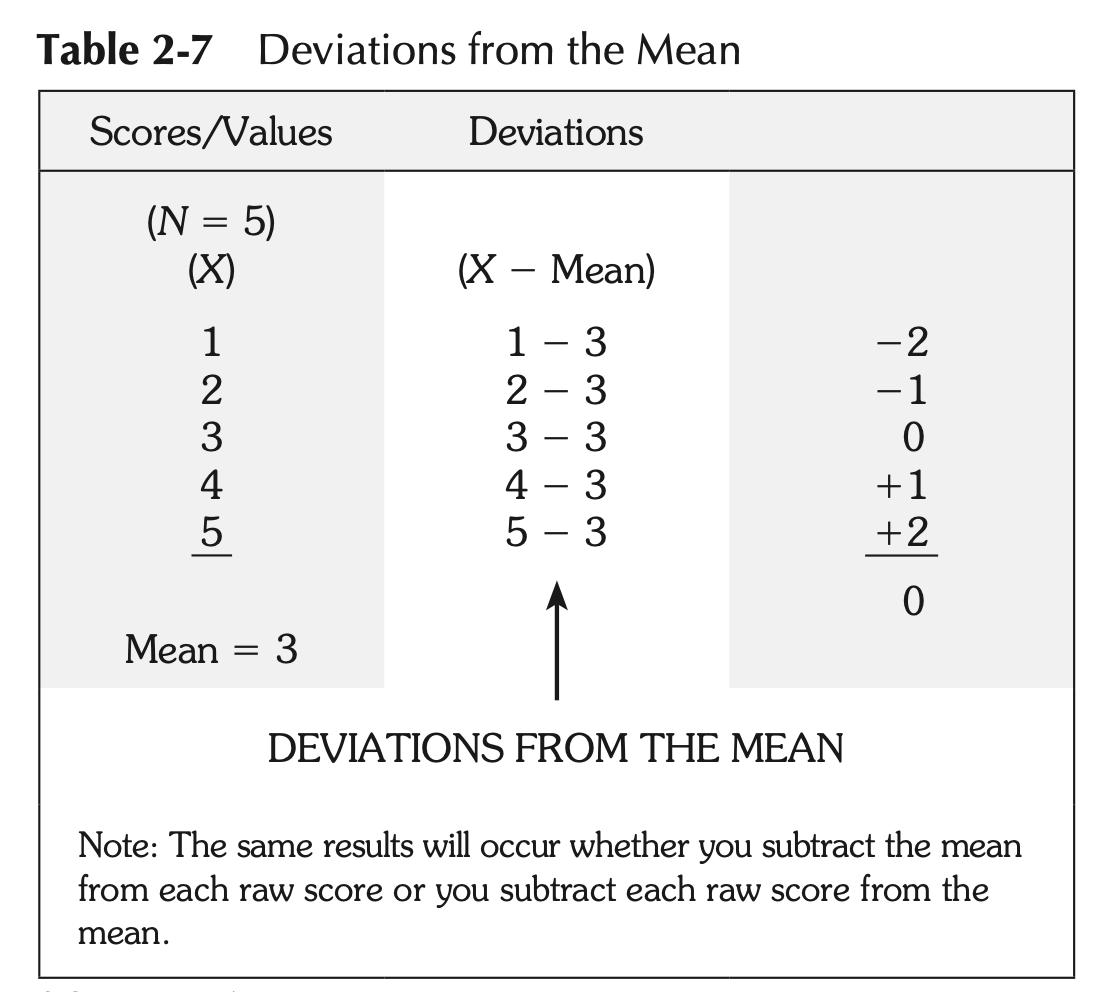 Table 2-7 Deviations from the Mean
Scores/Values Deviations
(N = 5)
(X) (X − Mean)
1 1 − 3 −2
2 2 − 3 −1
3 3 − 3 0
4 4 − 3 +1
5 5 − 3 +2
0
Mean = 3
DEVIATIONS FROM THE MEAN
Note: The same results will occur whether you subtract the mean
from each raw score or you subtract each raw score from the
mean.